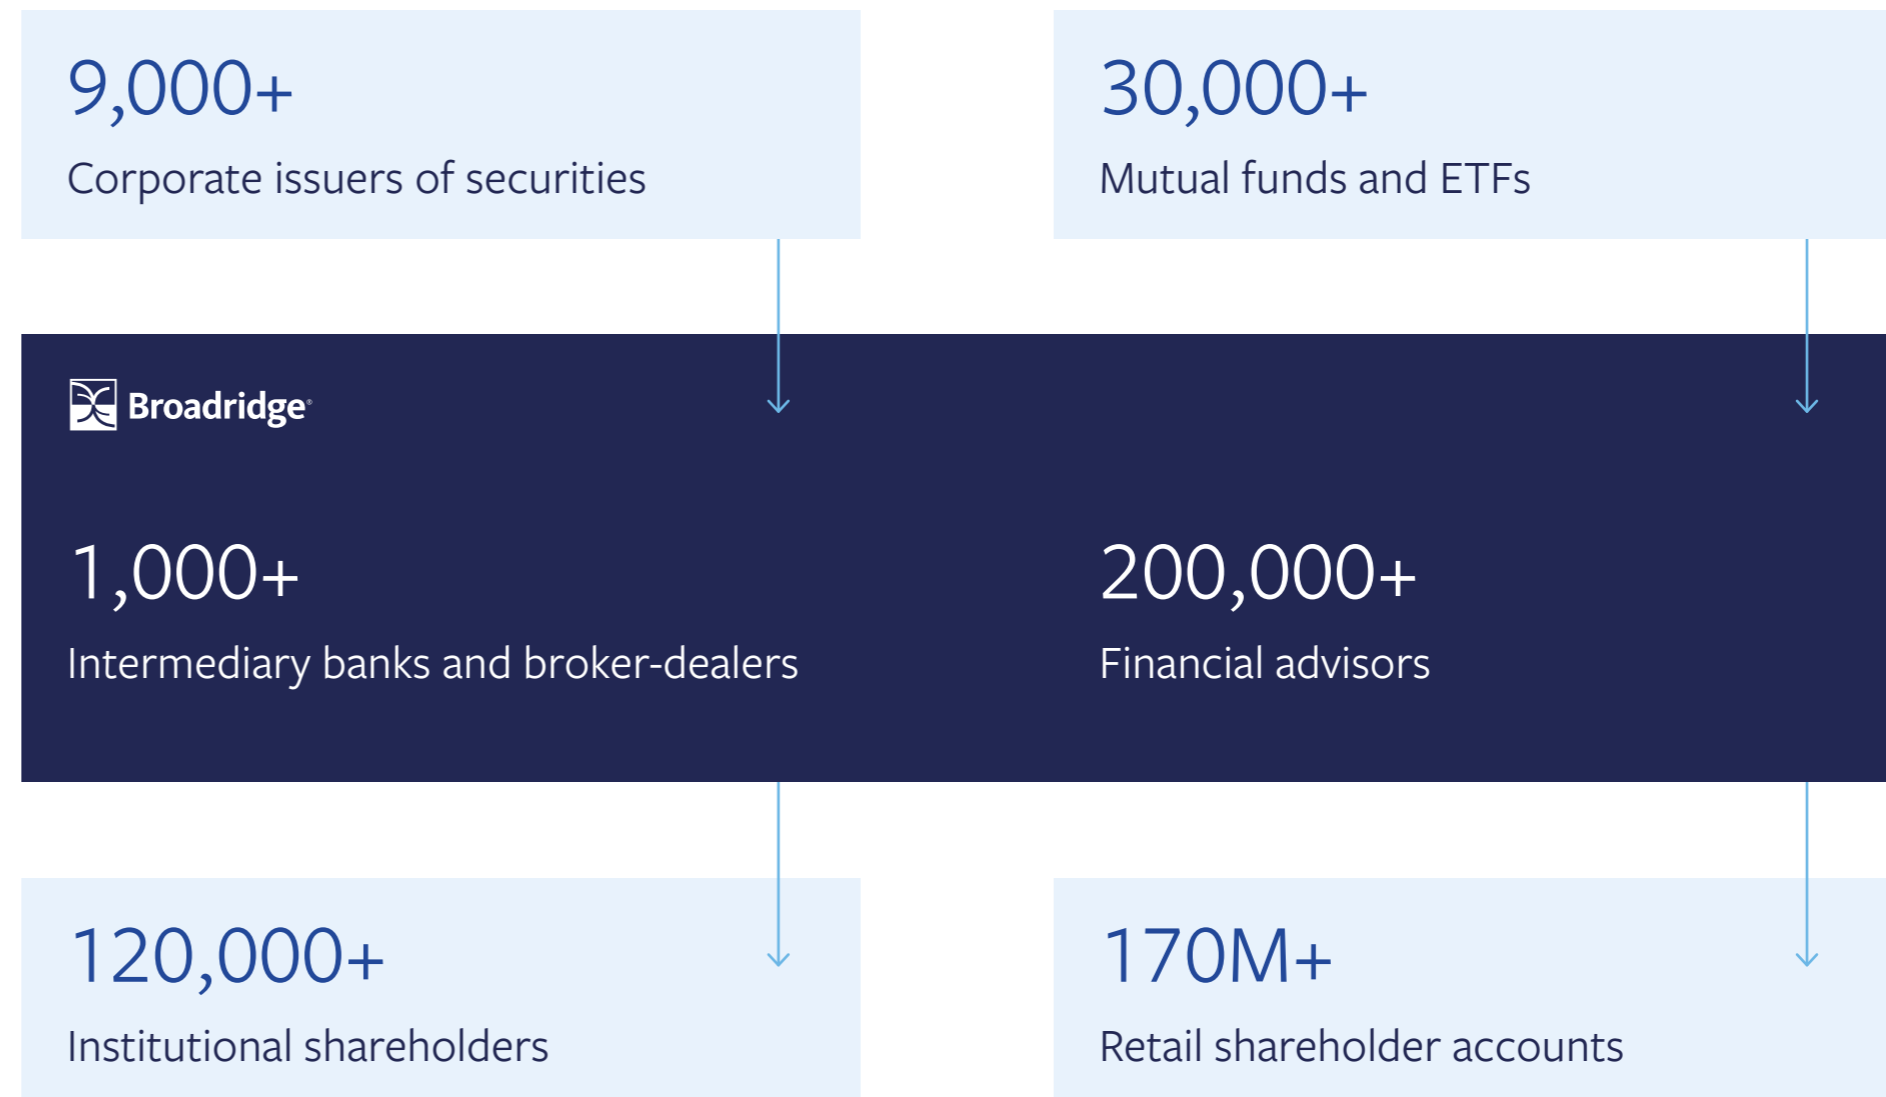 9,000+
Corporate issuers of securities
30,000+
Mutual funds and ETFs
Broadridge®
1,000+
Intermediary banks and broker-dealers
200,000+
Financial advisors
120,000+
Institutional shareholders
170M+
Retail shareholder accounts